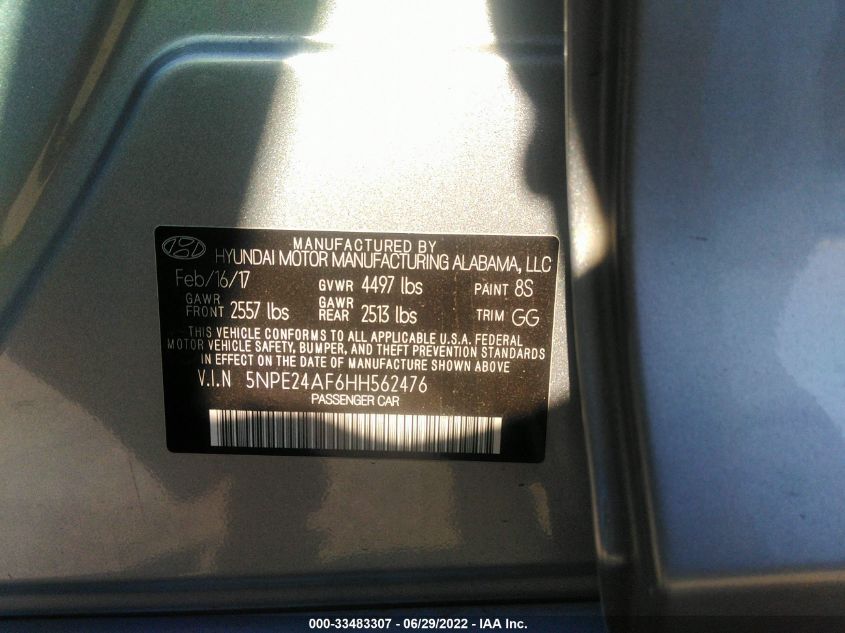 MANUFACTURED BY
HYUNDAI MOTOR MANUFACTURING ALABAMA, LLC
Feb/16/17 GVWR 4497 lbs PAINT 8S
GAWR FRONT 2557 lbs GAWR REAR 2513 lbs TRIM GG
THIS VEHICLE CONFORMS TO ALL APPLICABLE U.S.A. FEDERAL
MOTOR VEHICLE SAFETY, BUMPER, AND THEFT PREVENTION STANDARDS
IN EFFECT ON THE DATE OF MANUFACTURE SHOWN ABOVE
V.I.N 5NPE24AF6HH562476
PASSENGER CAR
000-33483307 - 06/29/2022 - IAA Inc.